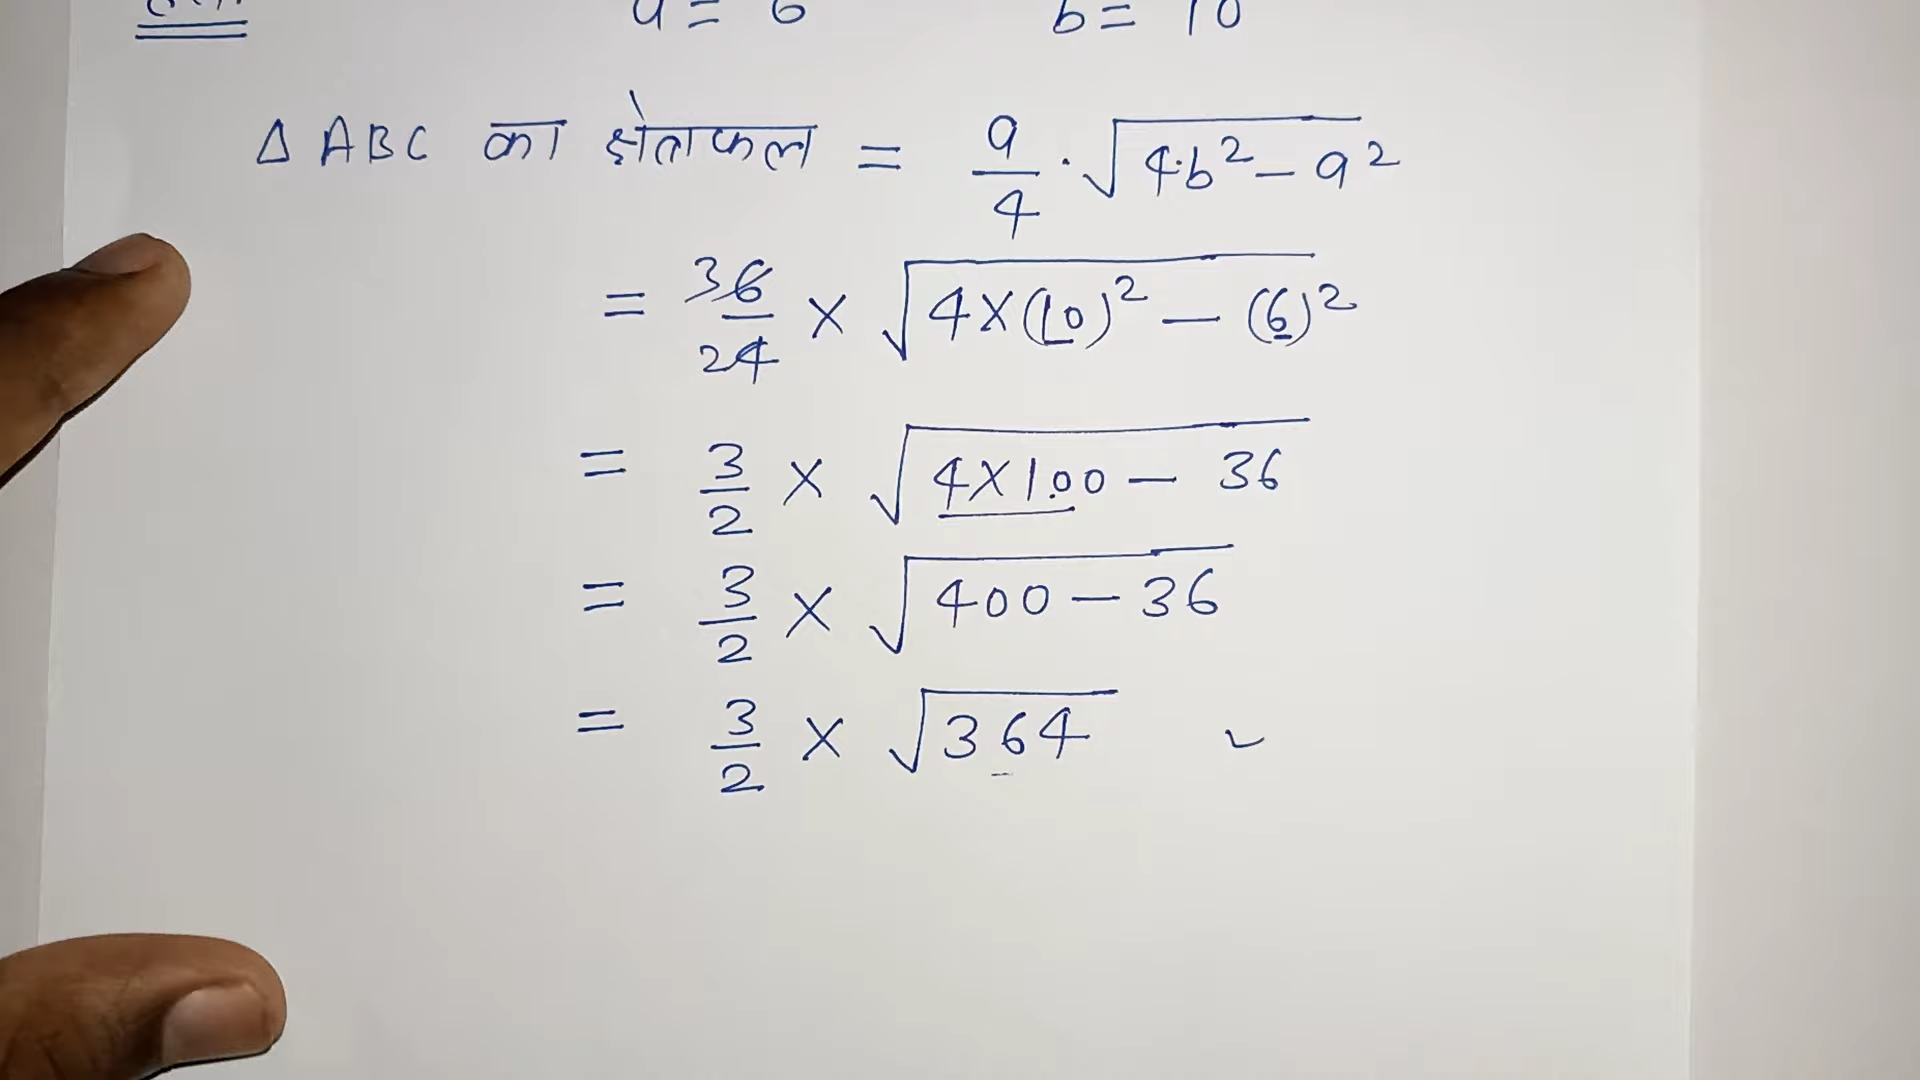 a = 6 b = 10
Δ ABC का क्षेत्रफल = a/4 · √(4·b² − a²)
= ³6/₂4 × √(4×(10)² − (6)²)
= 3/2 × √(4×100 − 36)
= 3/2 × √(400 − 36)
= 3/2 × √364